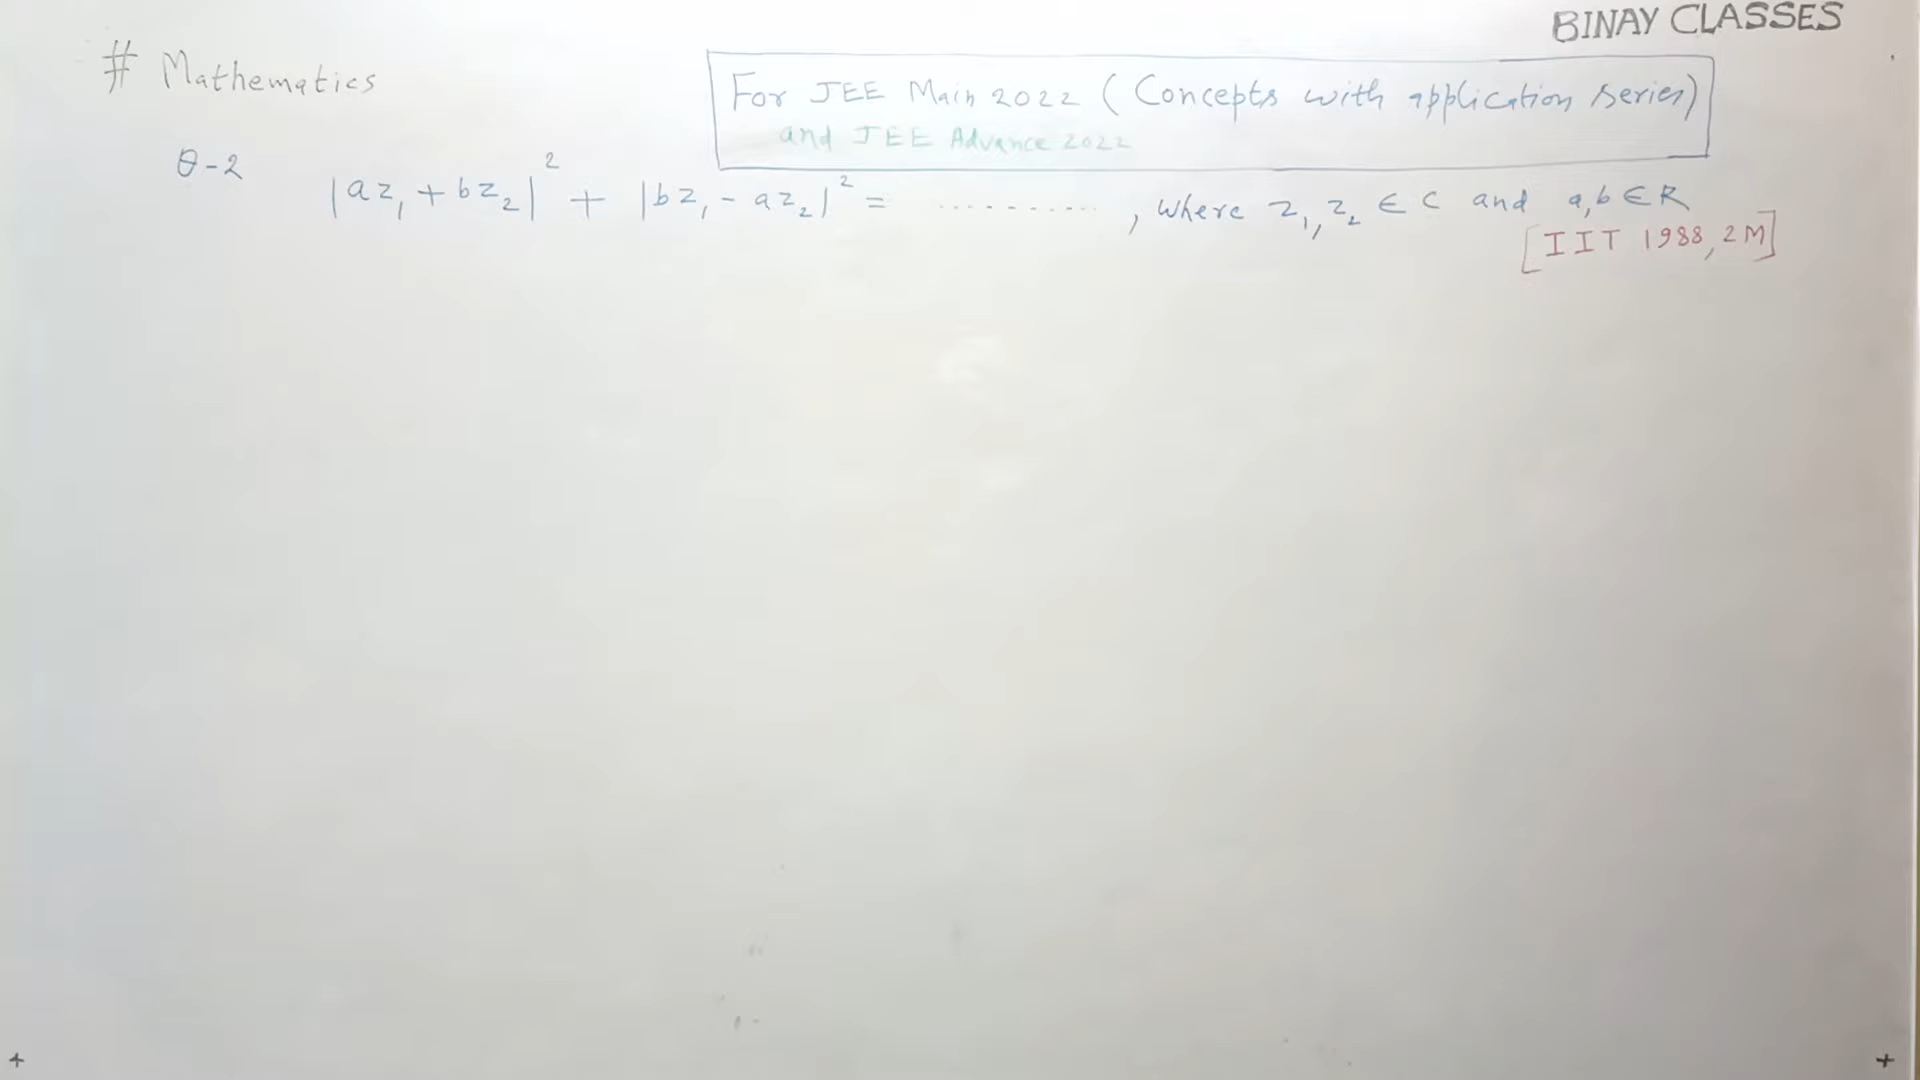 BINAY CLASSES
# Mathematics
For JEE Main 2022 (Concepts with application series)
and JEE Advance 2022
Q-2 |az₁ + bz₂|² + |bz₁ - az₂|² = .........., where z₁, z₂ ∈ C and a, b ∈ R
[IIT 1988, 2M]